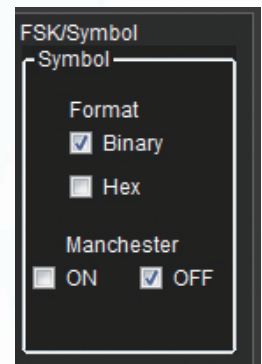 FSK/Symbol
Symbol
Format
Binary
Hex
Manchester
ON OFF